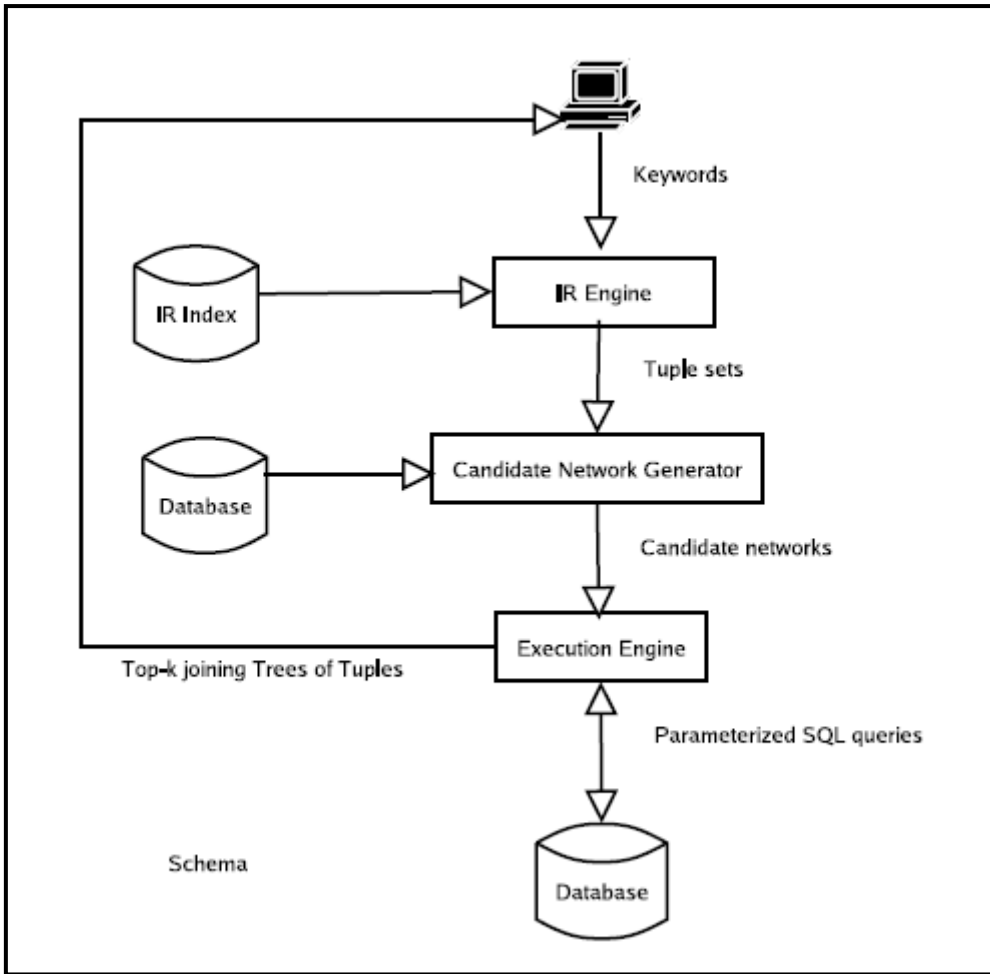 Keywords
IR Engine
IR Index
Tuple sets
Candidate Network Generator
Database
Candidate networks
Execution Engine
Top-k joining Trees of Tuples
Parameterized SQL queries
Schema
Database